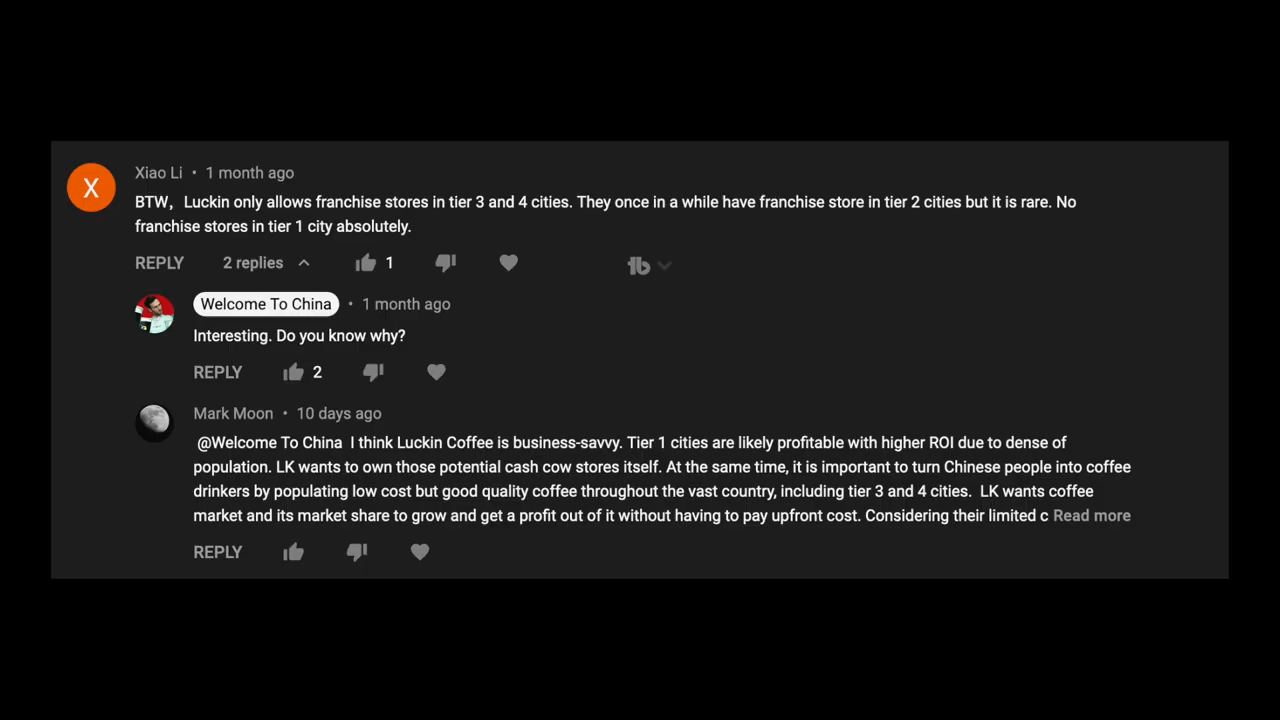 X
Xiao Li • 1 month ago
BTW，Luckin only allows franchise stores in tier 3 and 4 cities. They once in a while have franchise store in tier 2 cities but it is rare. No
franchise stores in tier 1 city absolutely.
REPLY 2 replies 1 tb
Welcome To China • 1 month ago
Interesting. Do you know why?
REPLY 2
Mark Moon • 10 days ago
@Welcome To China I think Luckin Coffee is business-savvy. Tier 1 cities are likely profitable with higher ROI due to dense of
population. LK wants to own those potential cash cow stores itself. At the same time, it is important to turn Chinese people into coffee
drinkers by populating low cost but good quality coffee throughout the vast country, including tier 3 and 4 cities. LK wants coffee
market and its market share to grow and get a profit out of it without having to pay upfront cost. Considering their limited c Read more
REPLY